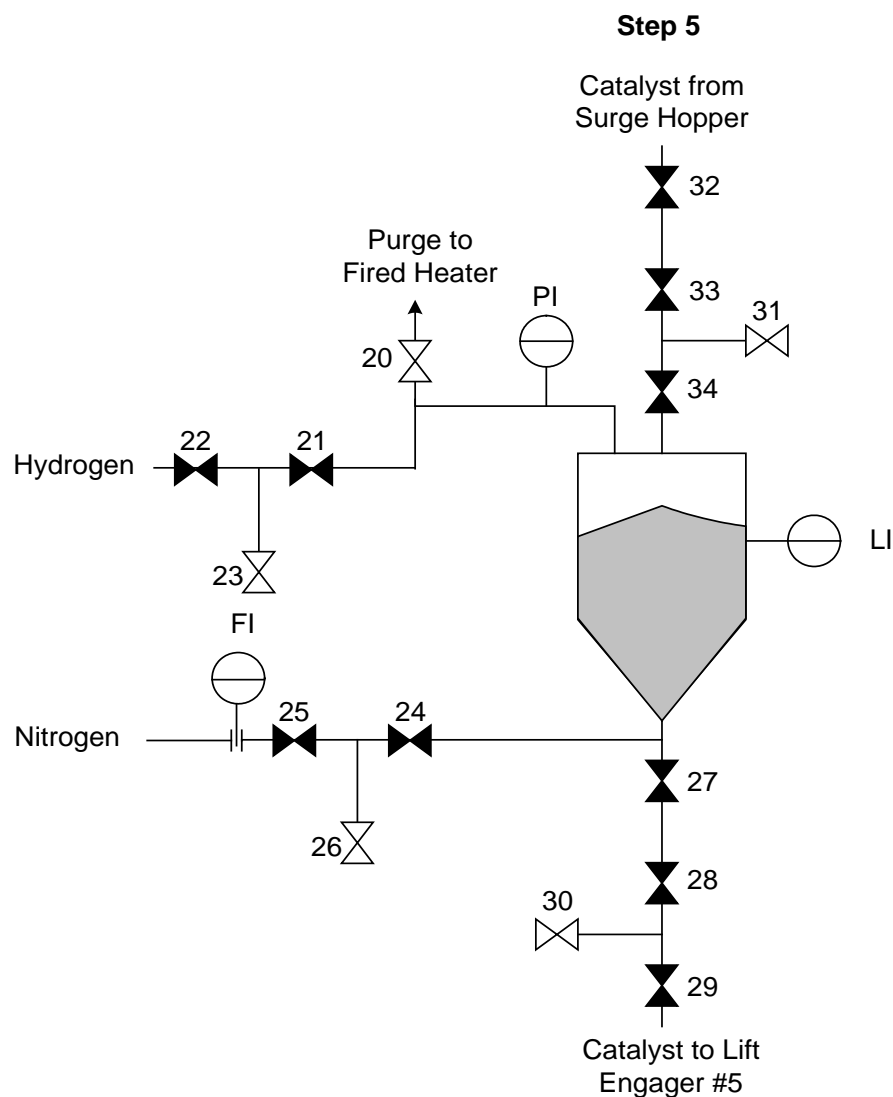 Step 5
Catalyst from
Surge Hopper
32
Purge to
Fired Heater
PI
33
31
20
34
22
21
Hydrogen
LI
23
FI
25
24
Nitrogen
27
26
28
30
29
Catalyst to Lift
Engager #5